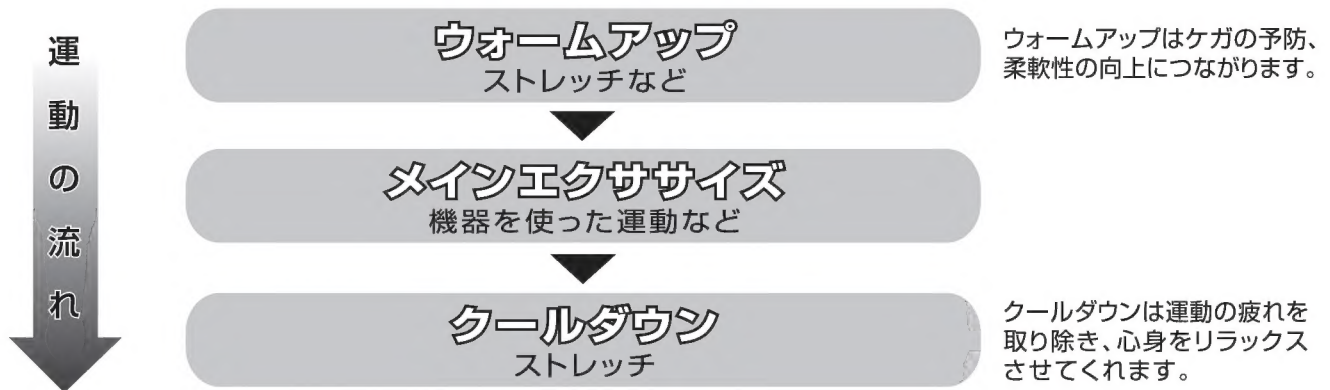 運動の流れ
ウォームアップ
ストレッチなど
ウォームアップはケガの予防、
柔軟性の向上につながります。
メインエクササイズ
機器を使った運動など
クールダウン
ストレッチ
クールダウンは運動の疲れを
取り除き、心身をリラックス
させてくれます。